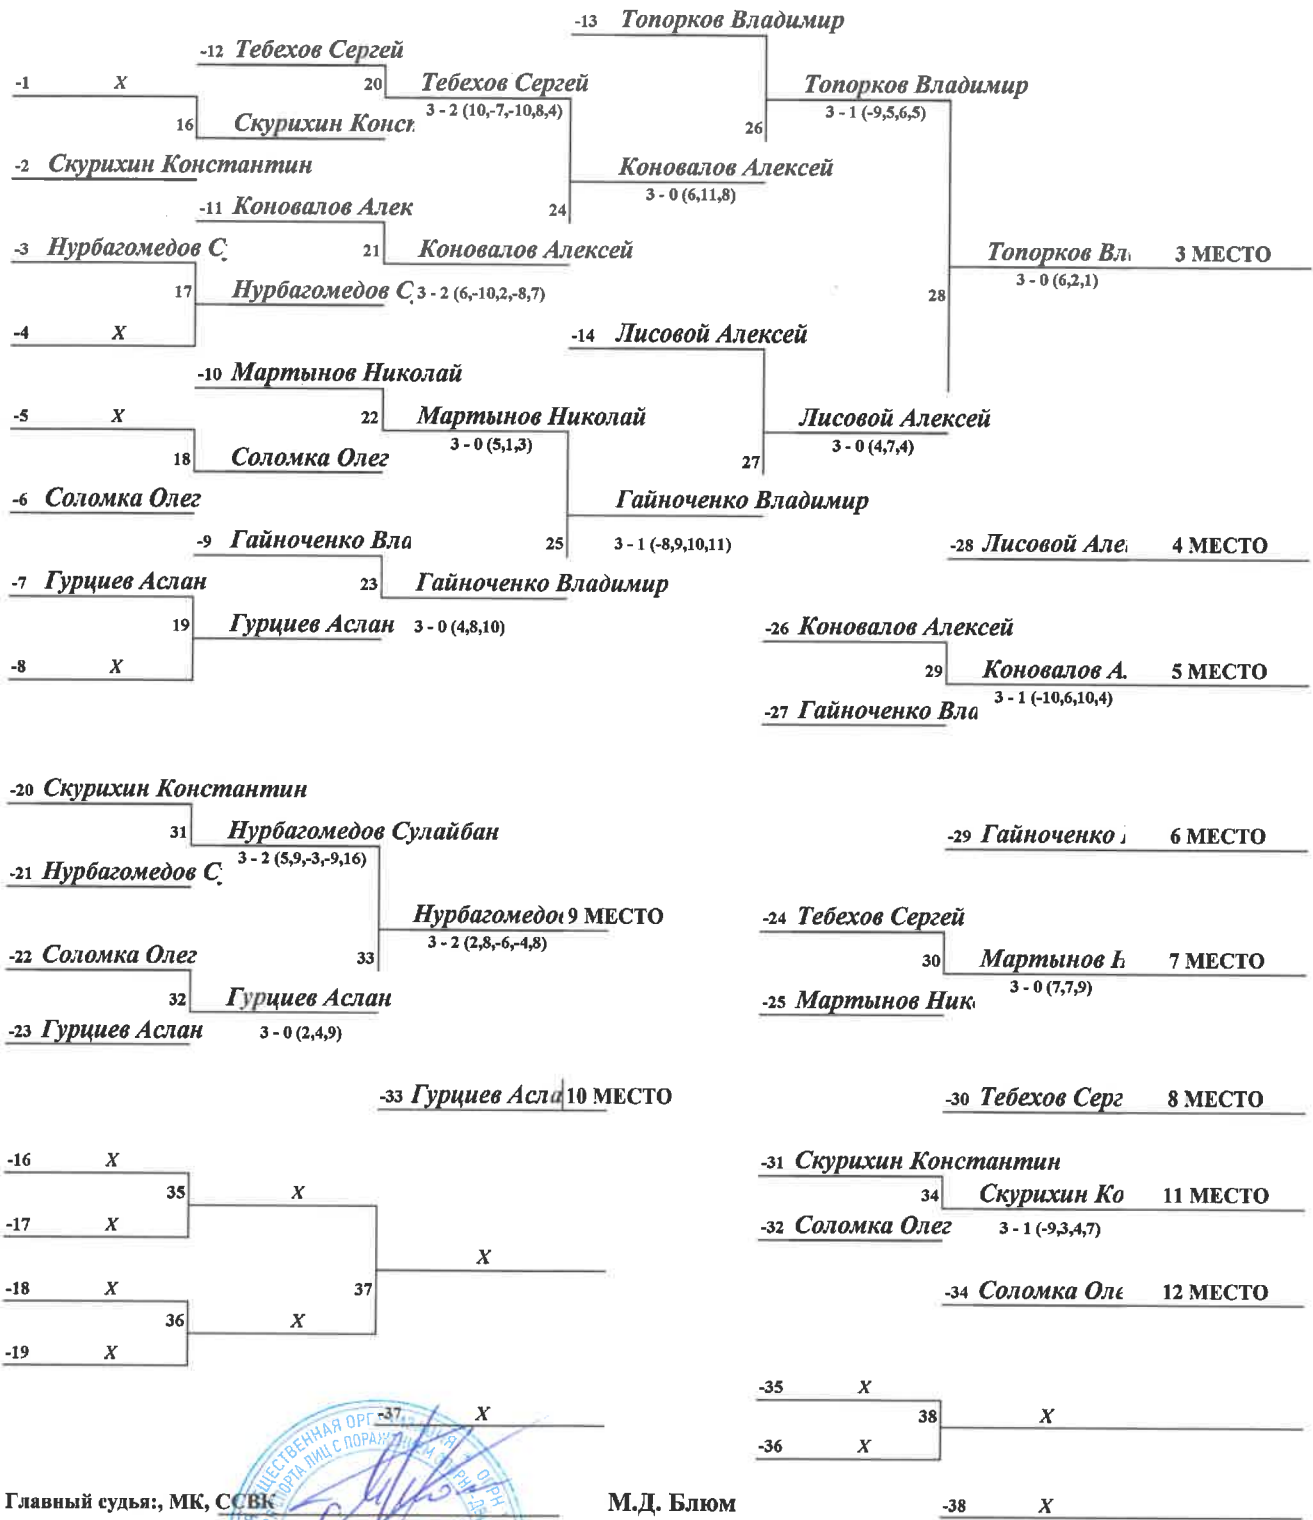 -13 Топорков Владимир
-12 Тебехов Сергей
-1 X
20 Тебехов Сергей
Топорков Владимир
3 - 2 (10,-7,-10,8,4)
3 - 1 (-9,5,6,5)
16 Скурихин Конст
26
-2 Скурихин Константин
Коновалов Алексей
3 - 0 (6,11,8)
-11 Коновалов Алек
24
-3 Нурбагомедов С
21 Коновалов Алексей
Топорков Вл
3 МЕСТО
3 - 0 (6,2,1)
17 Нурбагомедов С
3 - 2 (6,-10,2,-8,7)
28
-4 X
-14 Лисовой Алексей
-10 Мартынов Николай
-5 X
22 Мартынов Николай
Лисовой Алексей
3 - 0 (5,1,3)
3 - 0 (4,7,4)
18 Соломка Олег
27
-6 Соломка Олег
Гайноченко Владимир
-9 Гайноченко Вла
25
3 - 1 (-8,9,10,11)
-28 Лисовой Але
4 МЕСТО
-7 Гурциев Аслан
23 Гайноченко Владимир
19 Гурциев Аслан
3 - 0 (4,8,10)
-26 Коновалов Алексей
-8 X
29 Коновалов А.
5 МЕСТО
3 - 1 (-10,6,10,4)
-27 Гайноченко Вла
-20 Скурихин Константин
31 Нурбагомедов Сулайбан
-29 Гайноченко
6 МЕСТО
3 - 2 (5,9,-3,-9,16)
-21 Нурбагомедов С
Нурбагомедо
9 МЕСТО
-24 Тебехов Сергей
3 - 2 (2,8,-6,-4,8)
-22 Соломка Олег
33
30 Мартынов Н
7 МЕСТО
3 - 0 (7,7,9)
32 Гурциев Аслан
-25 Мартынов Ник
-23 Гурциев Аслан
3 - 0 (2,4,9)
-33 Гурциев Асла
10 МЕСТО
-30 Тебехов Серг
8 МЕСТО
-16 X
-31 Скурихин Константин
35 X
34 Скурихин Ко
11 МЕСТО
-17 X
-32 Соломка Олег
3 - 1 (-9,3,4,7)
X
-18 X
37
-34 Соломка Оле
12 МЕСТО
36 X
-19 X
-35 X
-37 X
38 X
-36 X
Главный судья:, МК, ССВК
М.Д. Блюм
-38 X